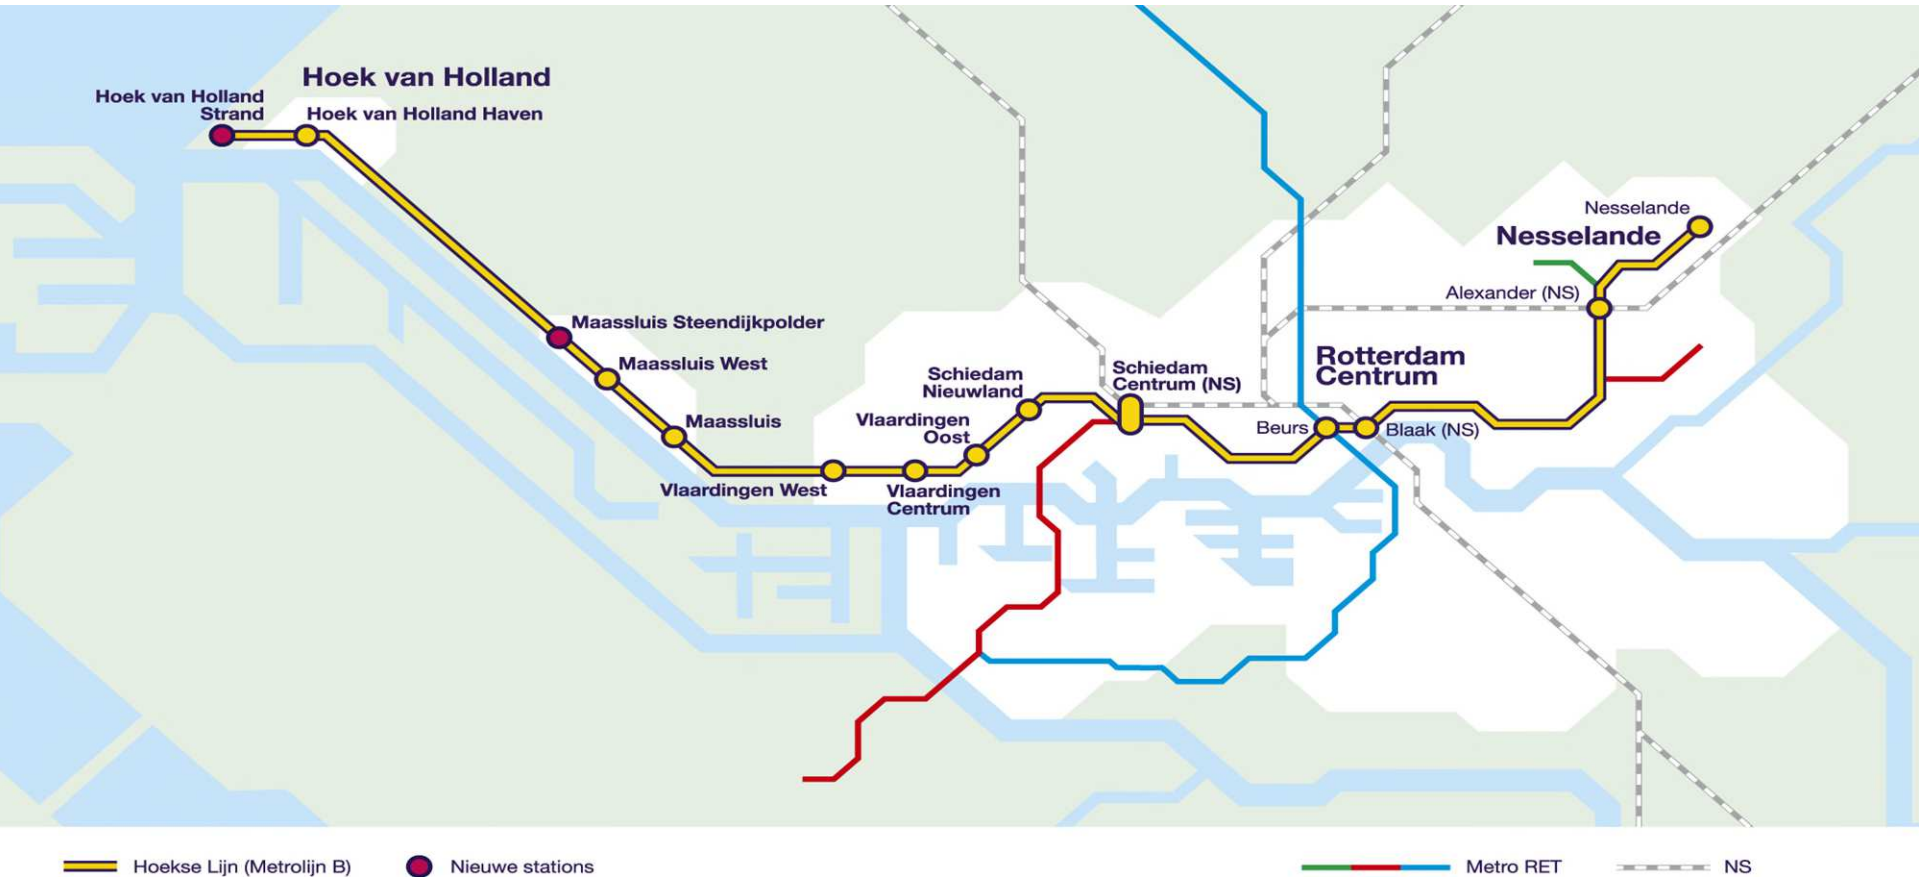 Hoek van Holland
Hoek van Holland
Strand
Hoek van Holland Haven
Nesselande
Nesselande
Alexander (NS)
Maassluis Steendijkpolder
Maassluis West
Maassluis
Schiedam
Nieuwland
Schiedam
Centrum (NS)
Rotterdam
Centrum
Vlaardingen
Oost
Beurs
Blaak (NS)
Vlaardingen West
Vlaardingen
Centrum
Hoekse Lijn (Metrolijn B)
Nieuwe stations
Metro RET
NS